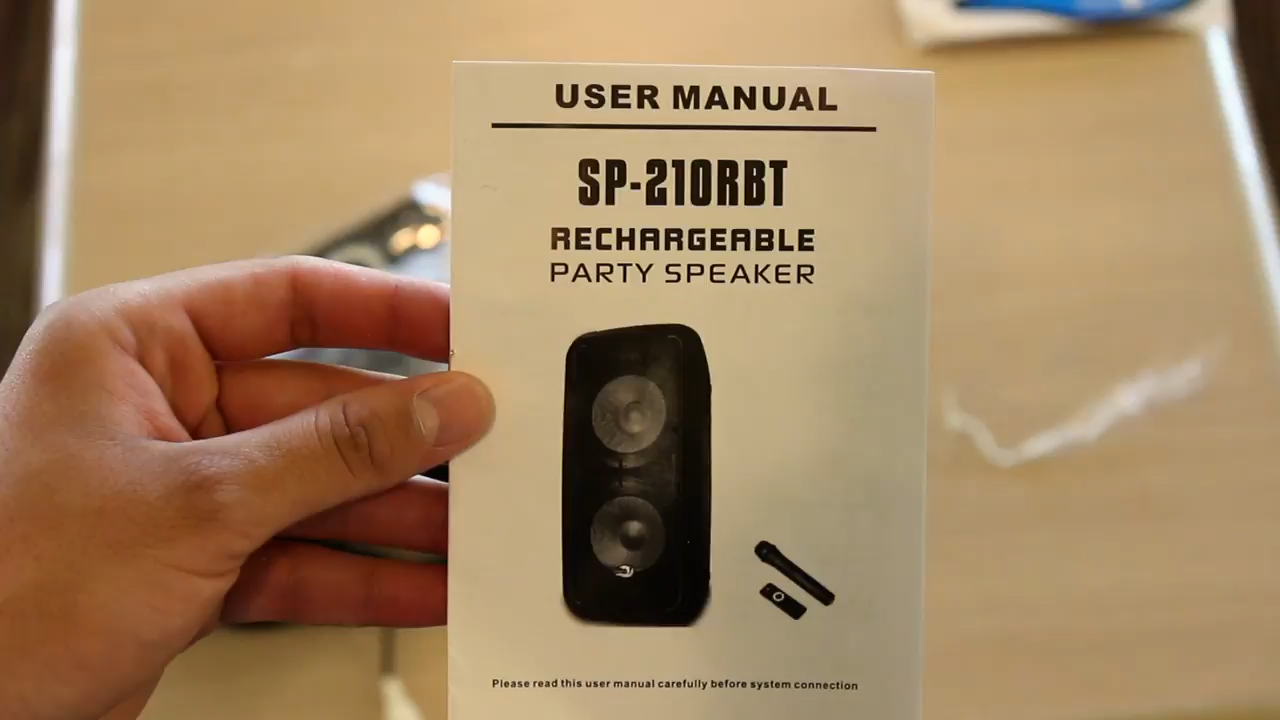 USER MANUAL
SP-210RBT
RECHARGEABLE
PARTY SPEAKER
Please read this user manual carefully before system connection